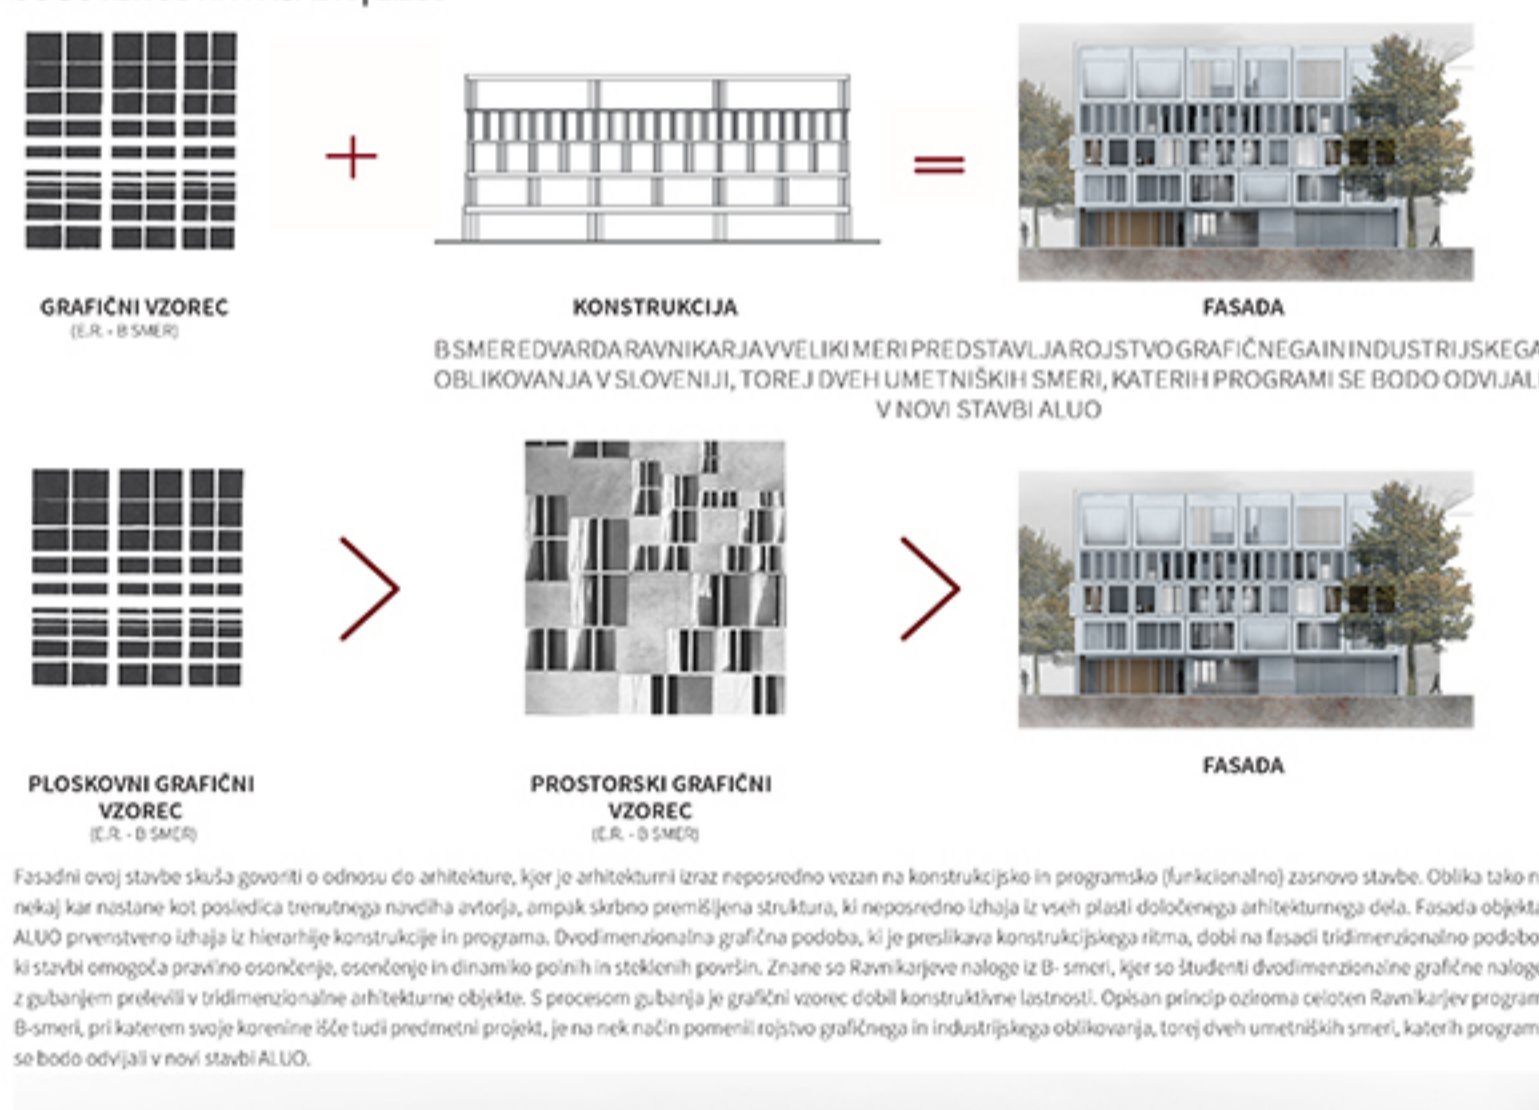 GRAFIČNI VZOREC
(E.R. - B SMER)
KONSTRUKCIJA
FASADA
B SMER EDVARDA RAVNIKARJA V VELIKI MERI PREDSTAVLJA ROJSTVO GRAFIČNEGA IN INDUSTRIJSKEGA
OBLIKOVANJA V SLOVENIJI, TOREJ DVEH UMETNIŠKIH SMERI, KATERIH PROGRAMI SE BODO ODVIJALI
V NOVI STAVBI ALUO
PLOSKOVNI GRAFIČNI
VZOREC
(E.R. - B SMER)
PROSTORSKI GRAFIČNI
VZOREC
(E.R. - B SMER)
FASADA
Fasadni ovoj stavbe skuša govoriti o odnosu do arhitekture, kjer je arhitekturni izraz neposredno vezan na konstrukcijsko in programsko (funkcionalno) zasnovo stavbe. Oblika tako
nekaj kar nastane kot posledica trenutnega navdiha avtorja, ampak skrbno premišljena struktura, ki neposredno izhaja iz vseh plasti določenega arhitekturnega dela. Fasada objekta
ALUO prvenstveno izhaja iz hierarhije konstrukcije in programa. Dvodimenzionalna grafična podoba, ki je preslikava konstrukcijskega ritma, dobi na fasadi tridimenzionalno podobo,
ki stavbi omogoča pravilno osončenje, osenčenje in dinamiko polnih in steklenih površin. Znane so Ravnikarjeve naloge iz B- smeri, kjer so študenti dvodimenzionalne grafične naloge
z gubanjem prelevili v tridimenzionalne arhitekturne objekte. S procesom gubanja je grafični vzorec dobil konstruktivne lastnosti. Opisan princip oziroma celoten Ravnikarjev program
B-smeri, pri katerem svoje korenine išče tudi predmetni projekt, je na nek način pomenil rojstvo grafičnega in industrijskega oblikovanja, torej dveh umetniških smeri, katerih program
se bodo odvijali v novi stavbi ALUO.